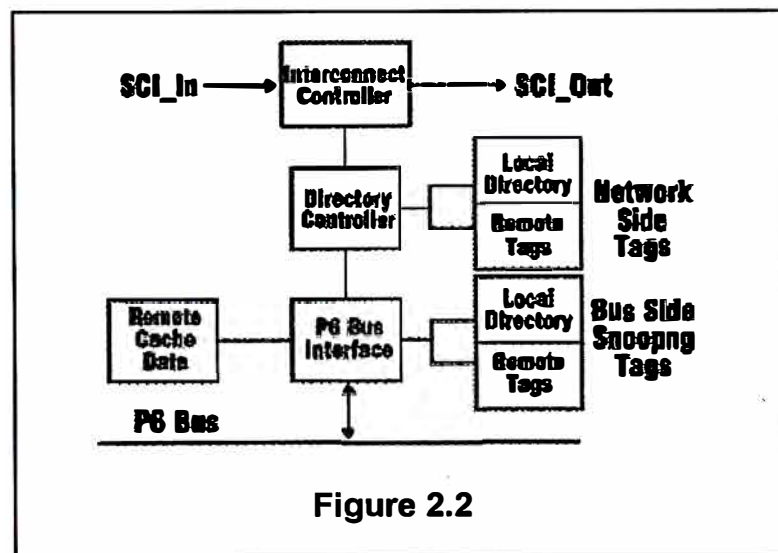 SCI_In
Interconnect
Controller
SCI_Out
Directory
Controller
Local
Directory
Remote
Tags
Network
Side
Tags
Remote
Cache
Data
P6 Bus
Interface
Local
Directory
Remote
Tags
Bus Side
Snoopng
Tags
P6 Bus
Figure 2.2